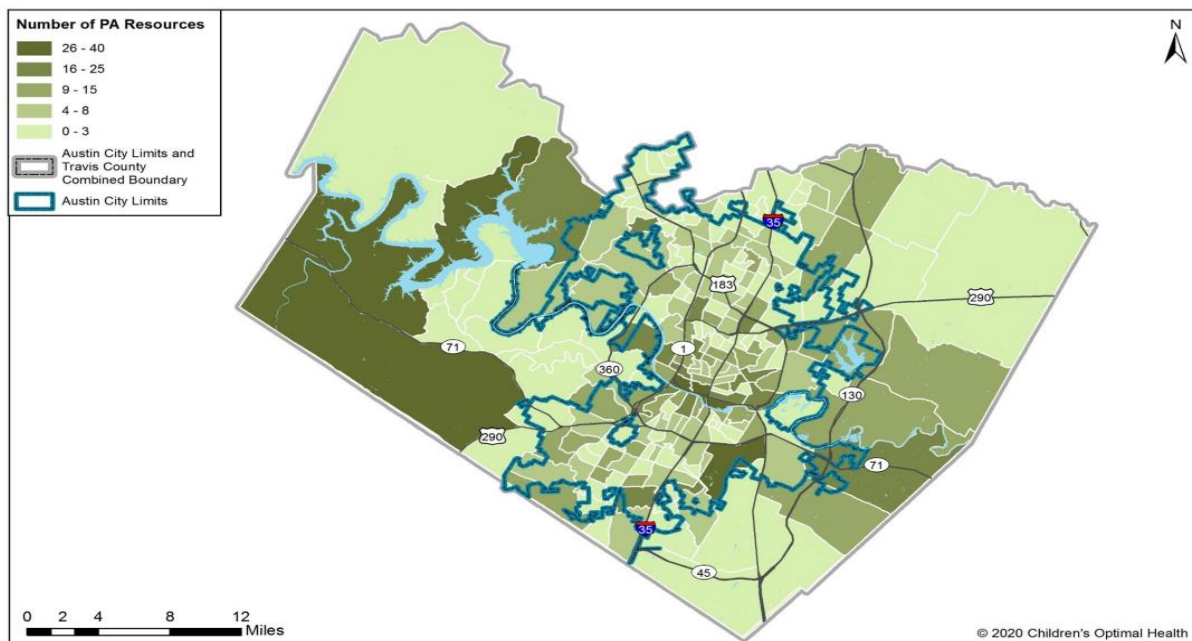 Number of PA Resources
26 - 40
16 - 25
9 - 15
4 - 8
0 - 3
Austin City Limits and
Travis County
Combined Boundary
Austin City Limits
N
35
183
290
1
71
360
130
290
71
35
45
0 2 4 8 12
Miles
© 2020 Children's Optimal Health